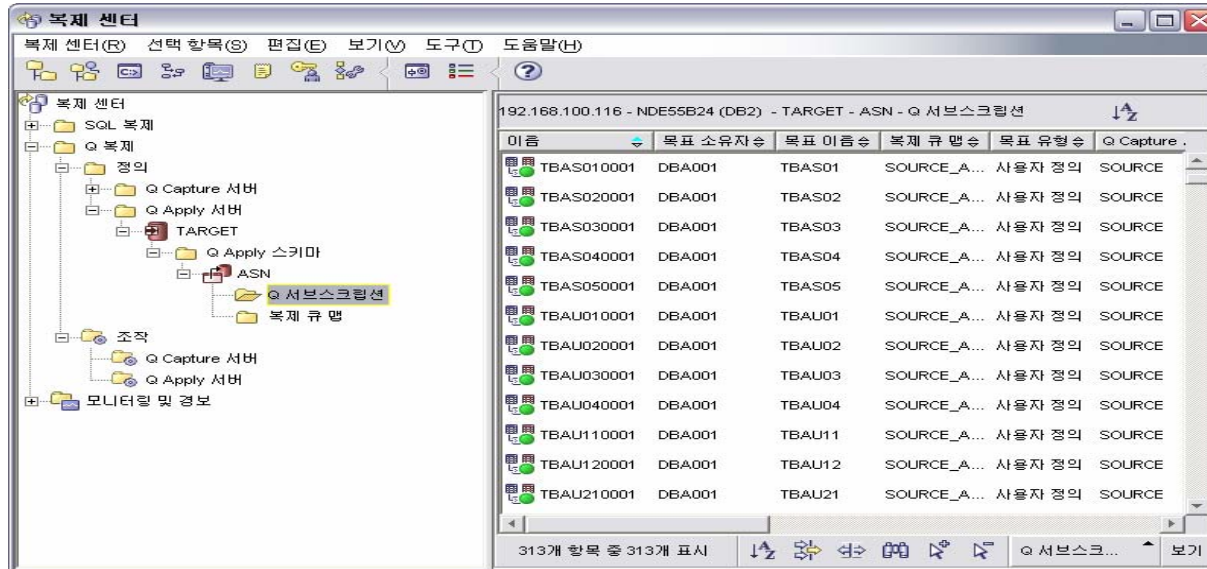 복제 센터
복제 센터(R) 선택 항목(S) 편집(E) 보기(V) 도구(T) 도움말(H)
복제 센터
SQL 복제
Q 복제
정의
Q Capture 서버
Q Apply 서버
TARGET
Q Apply 스키마
ASN
Q 서브스크립션
복제 큐 맵
조작
Q Capture 서버
Q Apply 서버
모니터링 및 경보
192.168.100.116 - NDE55B24 (DB2) - TARGET - ASN - Q 서브스크립션
이름 목표 소유자 목표 이름 복제 큐 맵 목표 유형 Q Capture .
TBAS010001 DBA001 TBAS01 SOURCE_A... 사용자 정의 SOURCE
TBAS020001 DBA001 TBAS02 SOURCE_A... 사용자 정의 SOURCE
TBAS030001 DBA001 TBAS03 SOURCE_A... 사용자 정의 SOURCE
TBAS040001 DBA001 TBAS04 SOURCE_A... 사용자 정의 SOURCE
TBAS050001 DBA001 TBAS05 SOURCE_A... 사용자 정의 SOURCE
TBAU010001 DBA001 TBAU01 SOURCE_A... 사용자 정의 SOURCE
TBAU020001 DBA001 TBAU02 SOURCE_A... 사용자 정의 SOURCE
TBAU030001 DBA001 TBAU03 SOURCE_A... 사용자 정의 SOURCE
TBAU040001 DBA001 TBAU04 SOURCE_A... 사용자 정의 SOURCE
TBAU110001 DBA001 TBAU11 SOURCE_A... 사용자 정의 SOURCE
TBAU120001 DBA001 TBAU12 SOURCE_A... 사용자 정의 SOURCE
TBAU210001 DBA001 TBAU21 SOURCE_A... 사용자 정의 SOURCE
313개 항목 중 313개 표시 Q 서브스크... 보기